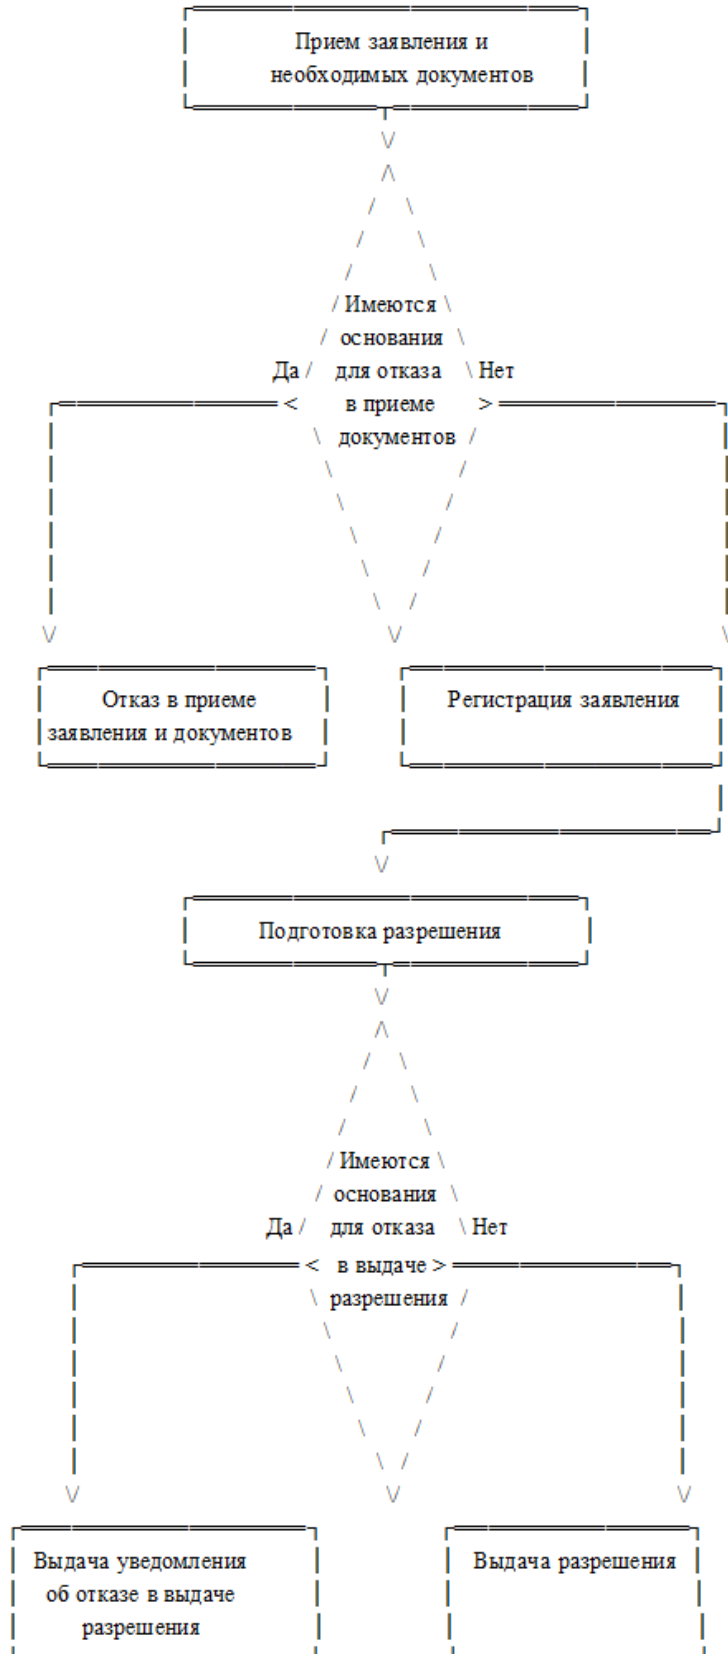 Прием заявления и
необходимых документов
Имеются
основания
Да для отказа Нет
в приеме
документов
Отказ в приеме
заявления и документов
Регистрация заявления
Подготовка разрешения
Имеются
основания
Да для отказа Нет
в выдаче
разрешения
Выдача уведомления
об отказе в выдаче
разрешения
Выдача разрешения